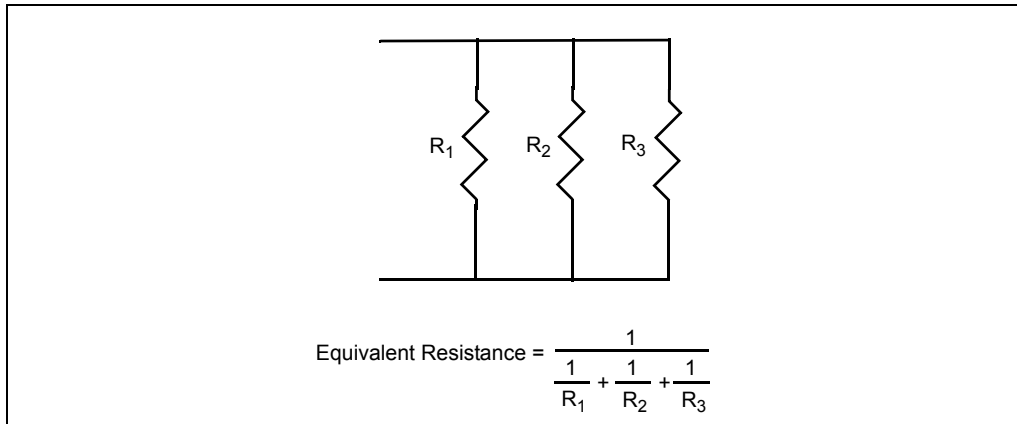 R₁ R₂ R₃
Equivalent Resistance = 1
1 + 1 + 1
R₁ R₂ R₃